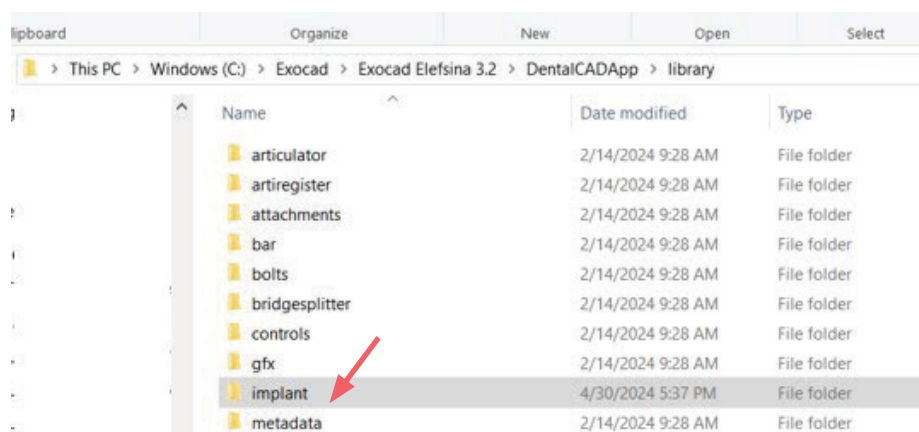 lipboard Organize New Open Select
> This PC > Windows (C:) > Exocad > Exocad Elefsina 3.2 > DentalCADApp > library
Name Date modified Type
articulator 2/14/2024 9:28 AM File folder
artiregister 2/14/2024 9:28 AM File folder
attachments 2/14/2024 9:28 AM File folder
bar 2/14/2024 9:28 AM File folder
bolts 2/14/2024 9:28 AM File folder
bridgesplitter 2/14/2024 9:28 AM File folder
controls 2/14/2024 9:28 AM File folder
gfx 2/14/2024 9:28 AM File folder
implant 4/30/2024 5:37 PM File folder
metadata 2/14/2024 9:28 AM File folder